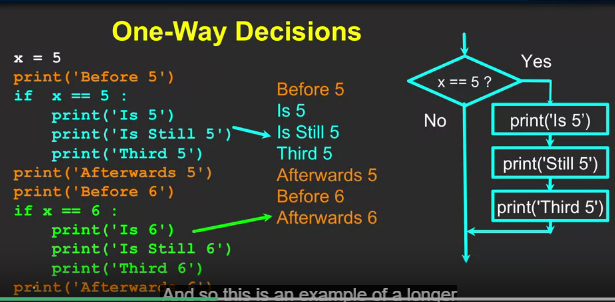 One-Way Decisions
x = 5
print('Before 5')
if x == 5 :
print('Is 5')
print('Is Still 5')
print('Third 5')
print('Afterwards 5')
print('Before 6')
if x == 6 :
print('Is 6')
print('Is Still 6')
print('Third 6')
Before 5
Is 5
Is Still 5
Third 5
Afterwards 5
Before 6
Afterwards 6
x == 5 ?
Yes
No
print('Is 5')
print('Still 5')
print('Third 5')
And so this is an example of a longer